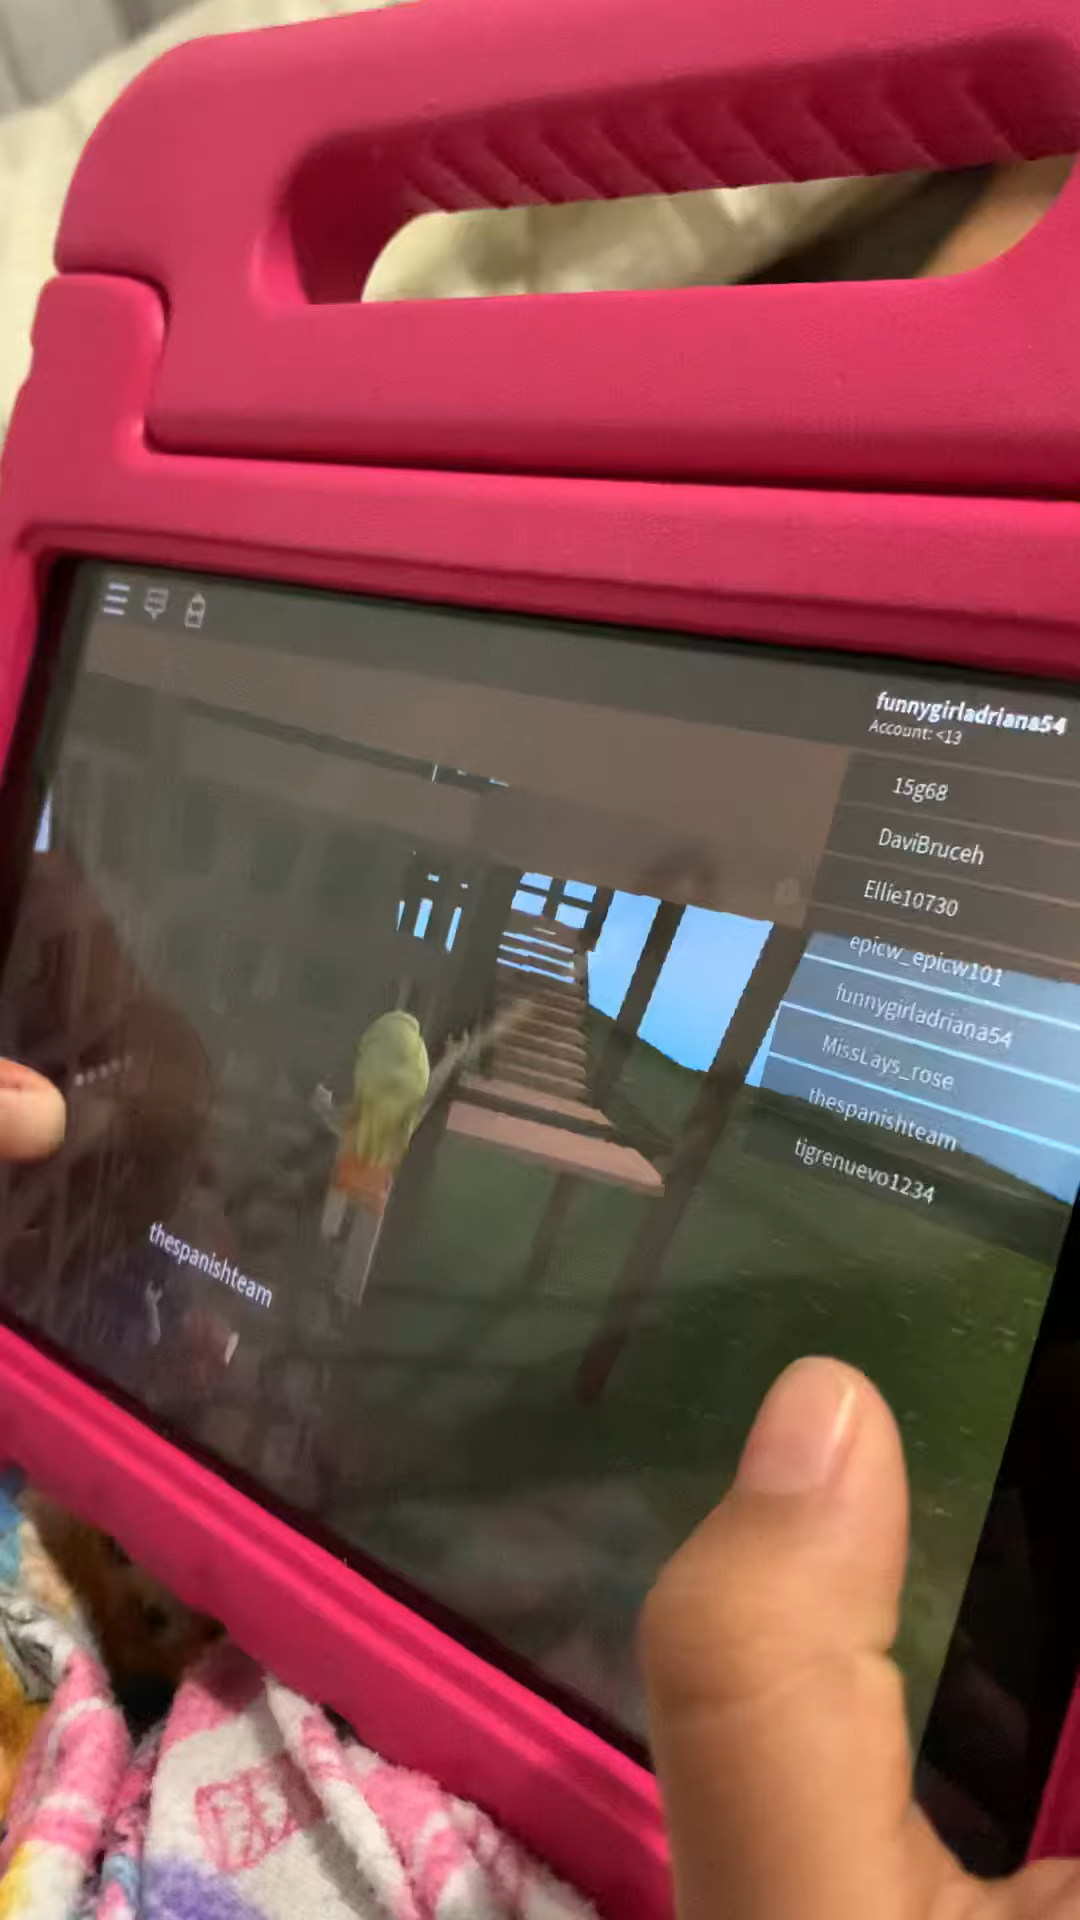 funnygirladriana54
Account: <13
15g68
DaviBruceh
Ellie10730
epicw_epicw101
funnygirladriana54
MissLays_rose
thespanishteam
tigrenuevo1234
thespanishteam